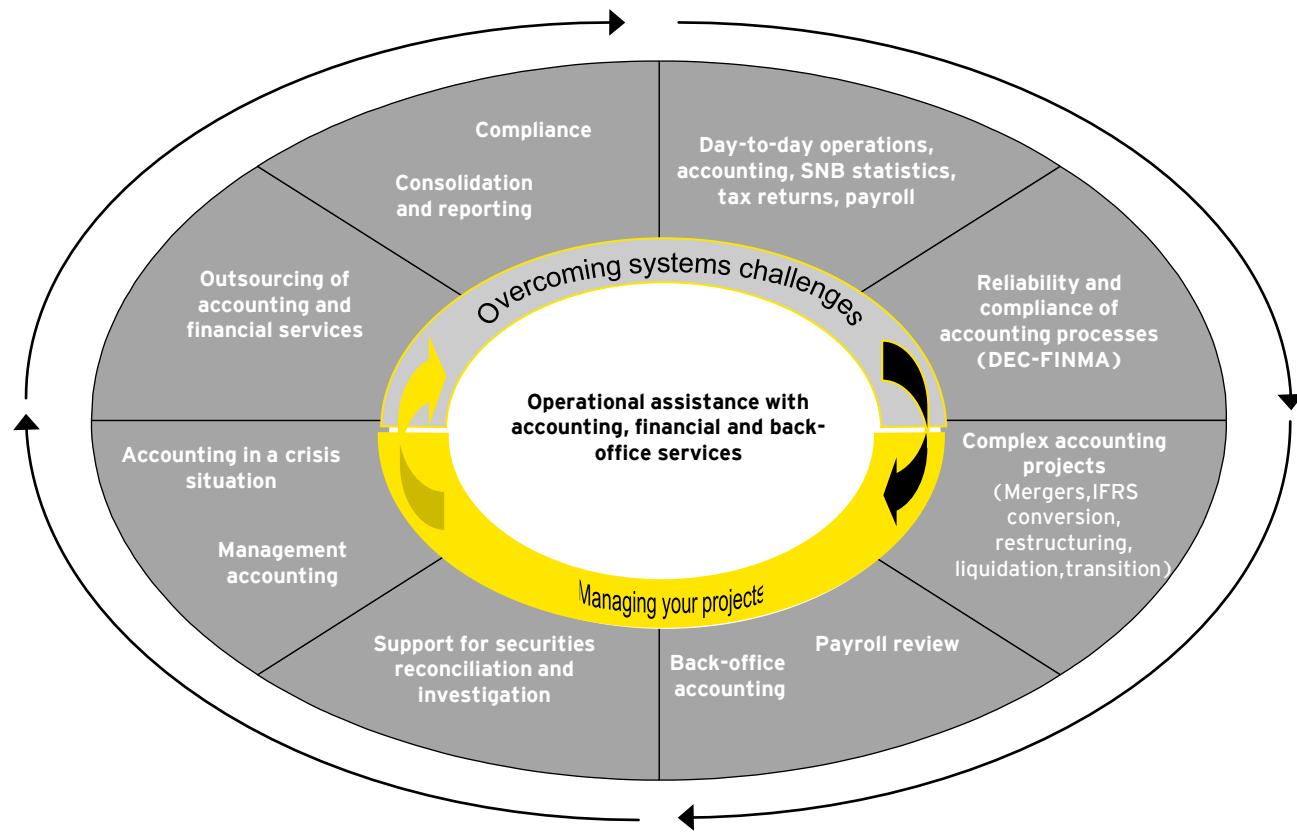 Compliance
Consolidation
and reporting
Day-to-day operations,
accounting, SNB statistics,
tax returns, payroll
Outsourcing of
accounting and
financial services
Overcoming systems challenges
Reliability and
compliance of
accounting processes
(DEC-FINMA)
Operational assistance with
accounting, financial and back-
office services
Accounting in a crisis
situation
Management
accounting
Complex accounting
projects
(Mergers,IFRS
conversion,
restructuring,
liquidation,transition)
Managing your projects
Support for securities
reconciliation and
investigation
Back-office
accounting
Payroll review